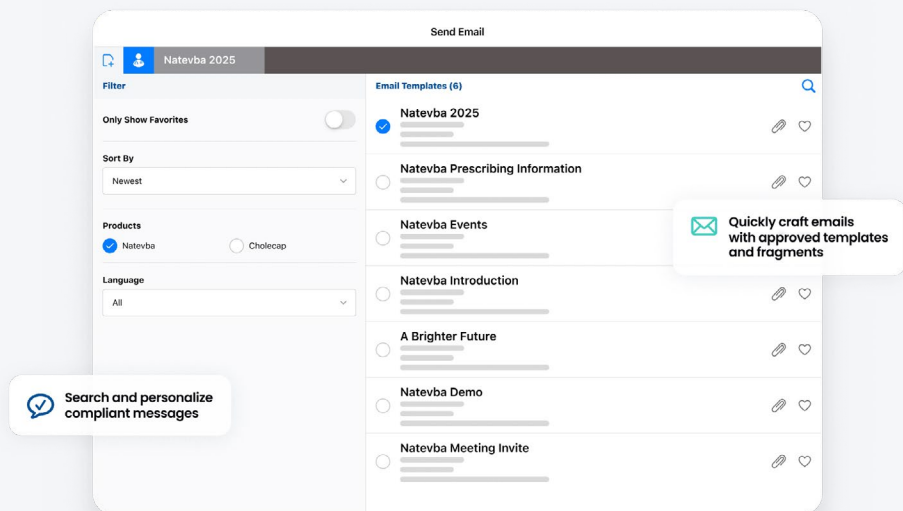 Send Email
Natevba 2025
Filter
Only Show Favorites
Sort By
Newest
Products
Natevba
Cholecap
Language
All
Email Templates (6)
Natevba 2025
Natevba Prescribing Information
Natevba Events
Natevba Introduction
A Brighter Future
Natevba Demo
Natevba Meeting Invite
Quickly craft emails
with approved templates
and fragments
Search and personalize
compliant messages